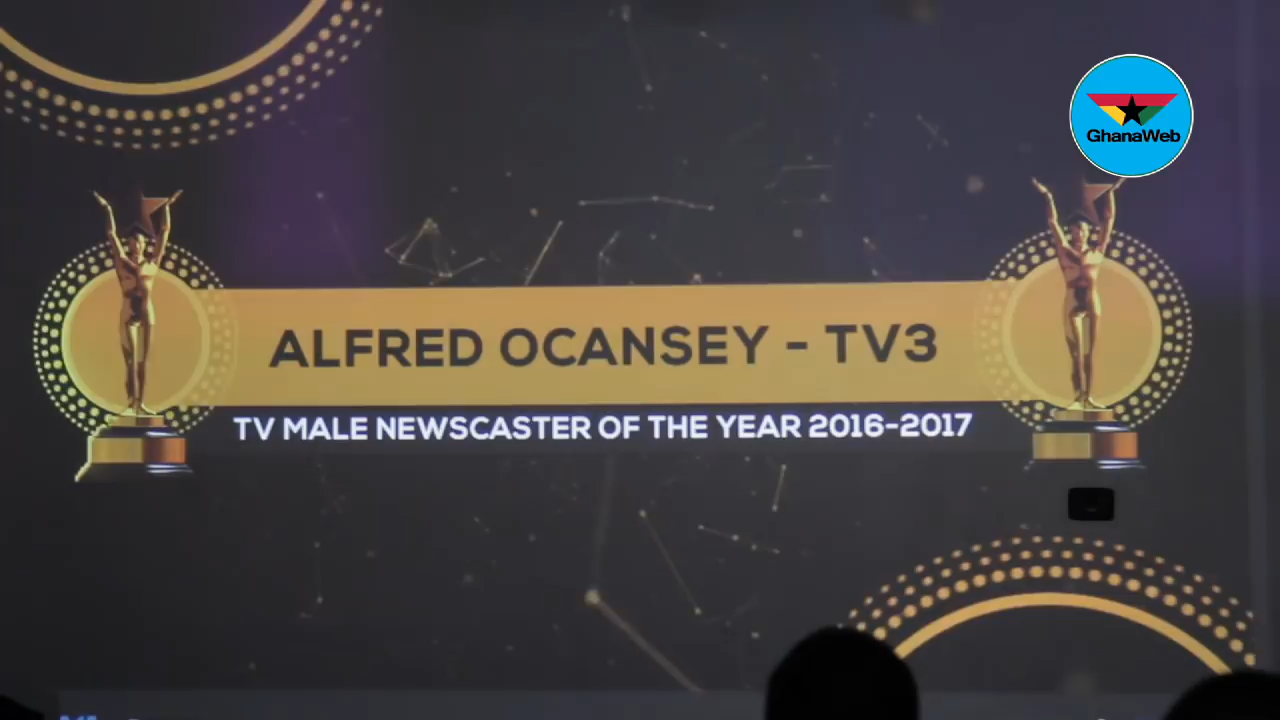 GhanaWeb
ALFRED OCANSEY - TV3
TV MALE NEWSCASTER OF THE YEAR 2016-2017